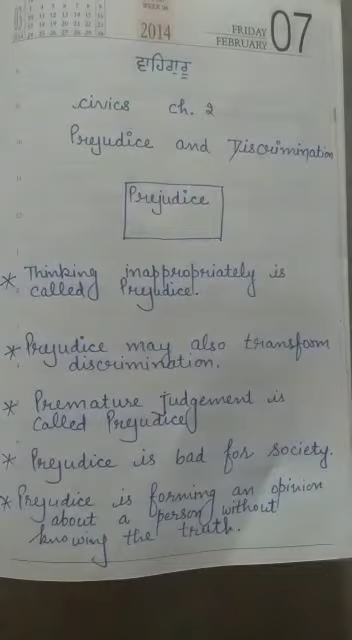 WEEK 06
2014
FRIDAY
FEBRUARY 07
ਵਾਹਿਗੁਰੂ
civics ch. 2
Prejudice and Discrimination
Prejudice
* Thinking inappropriately is
called Prejudice.
* Prejudice may also transform
discrimination.
* Premature judgement is
called Prejudice
* Prejudice is bad for society.
* Prejudice is forming an opinion
about a person without
knowing the truth.